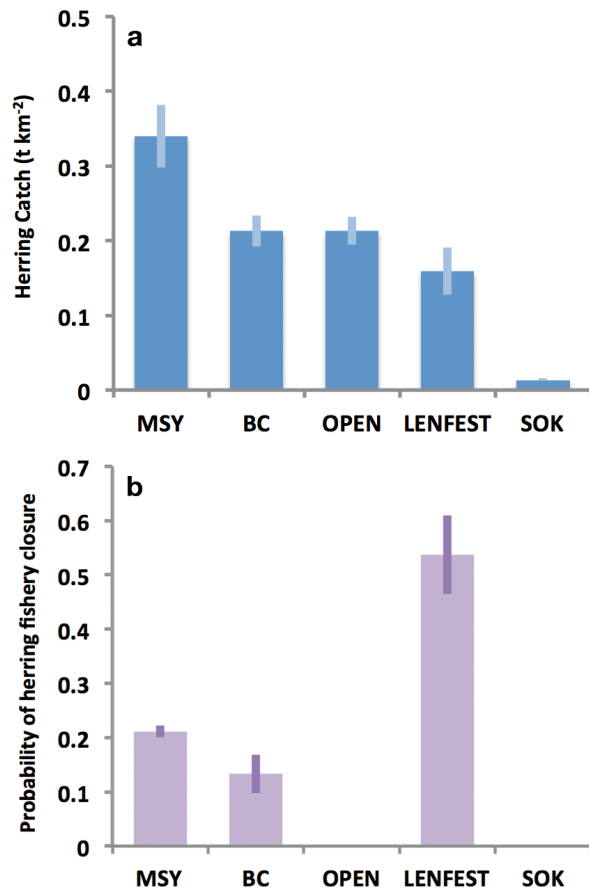 a
Herring Catch (t km-2)
0.5
0.4
0.3
0.2
0.1
0
MSY BC OPEN LENFEST SOK
b
Probability of herring fishery closure
0.7
0.6
0.5
0.4
0.3
0.2
0.1
0
MSY BC OPEN LENFEST SOK